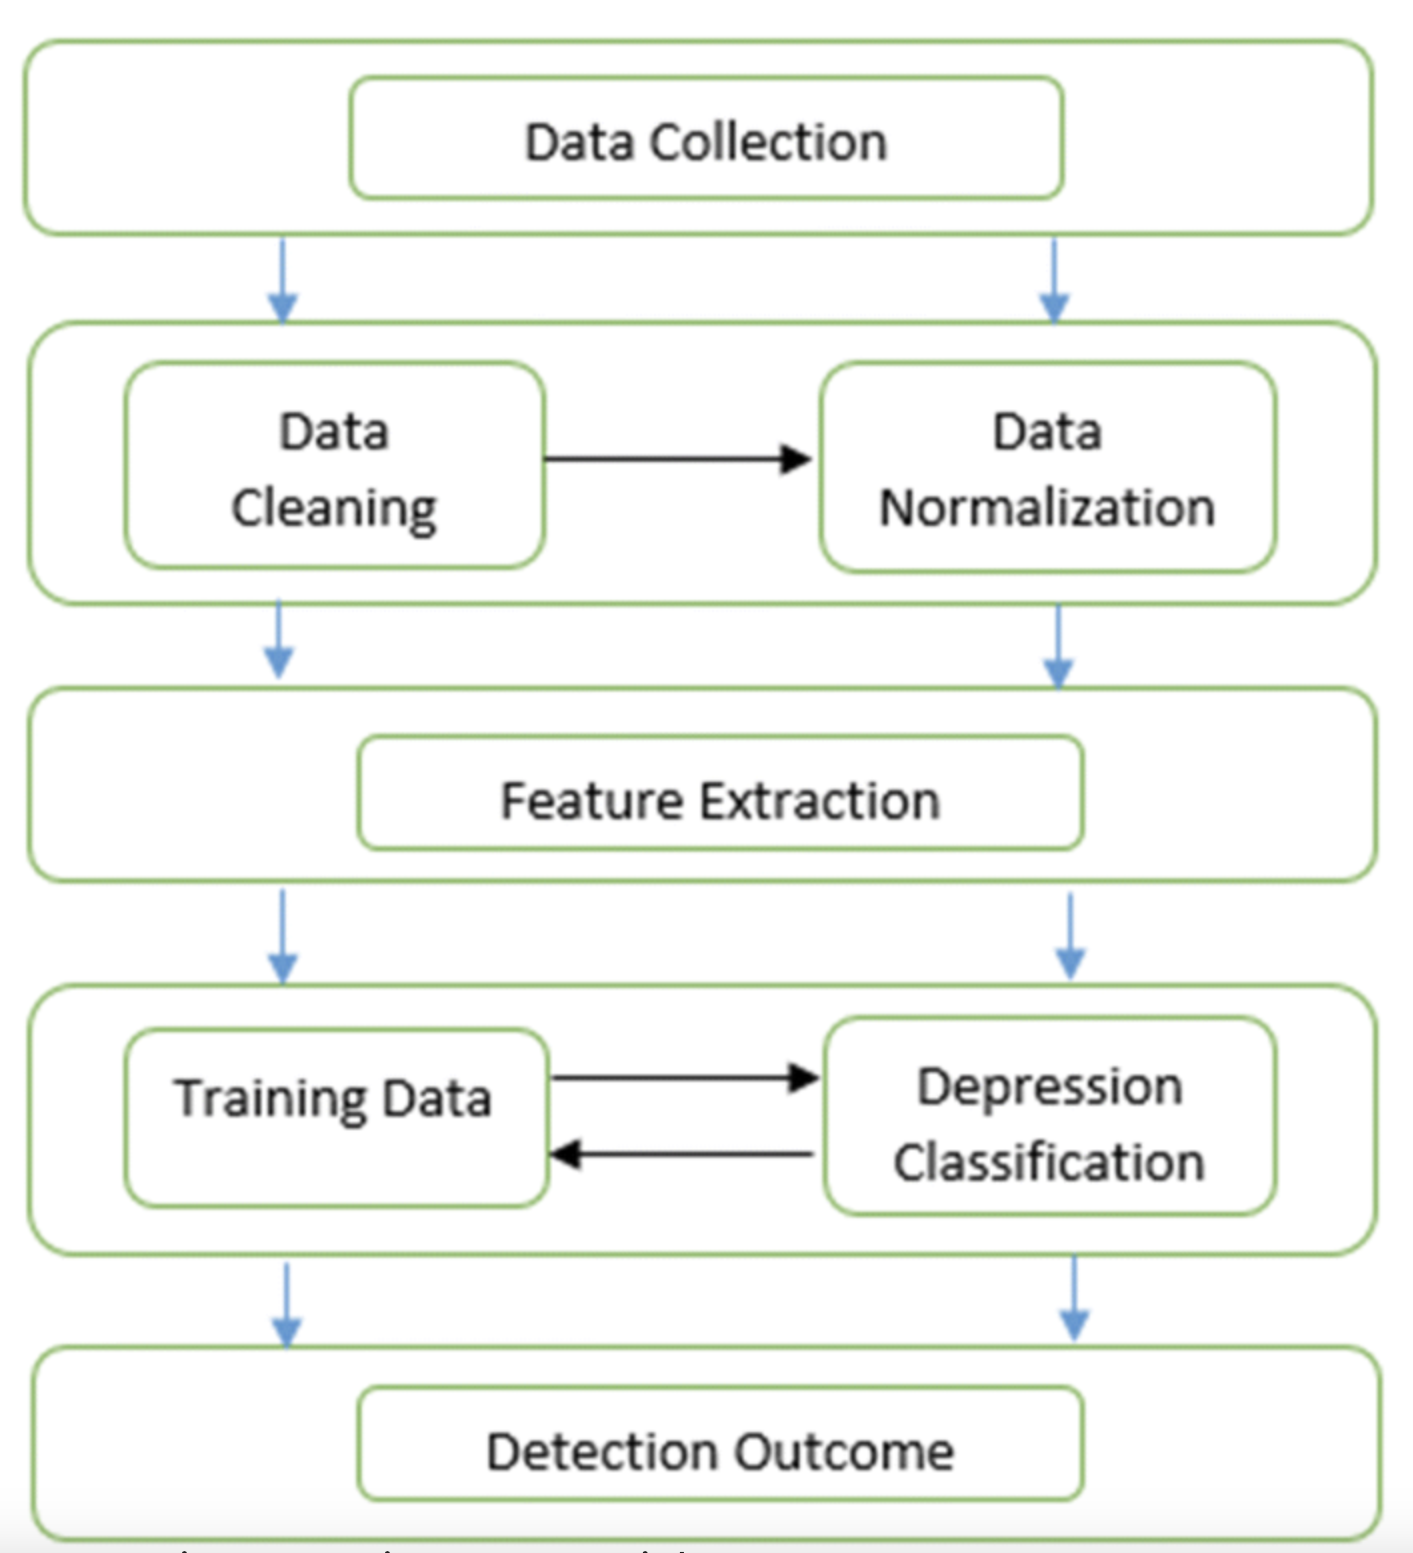 Data Collection
Data
Cleaning
Data
Normalization
Feature Extraction
Training Data
Depression
Classification
Detection Outcome